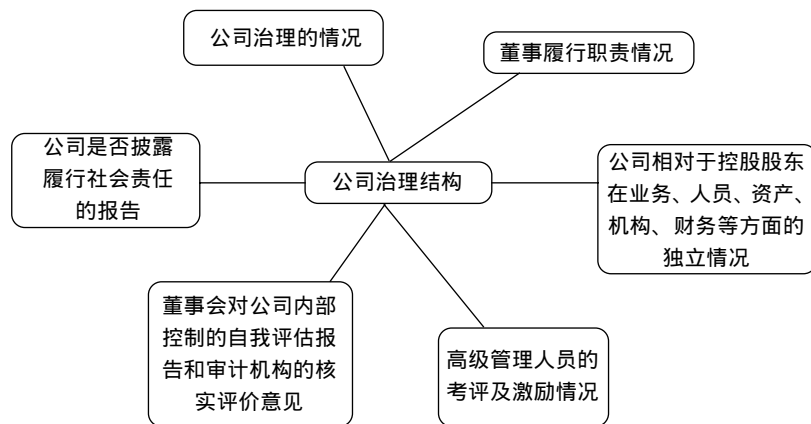 公司治理的情况
董事履行职责情况
公司是否披露
履行社会责任
的报告
公司治理结构
公司相对于控股股东
在业务、人员、资产、
机构、财务等方面的
独立情况
董事会对公司内部
控制的自我评估报
告和审计机构的核
实评价意见
高级管理人员的
考评及激励情况